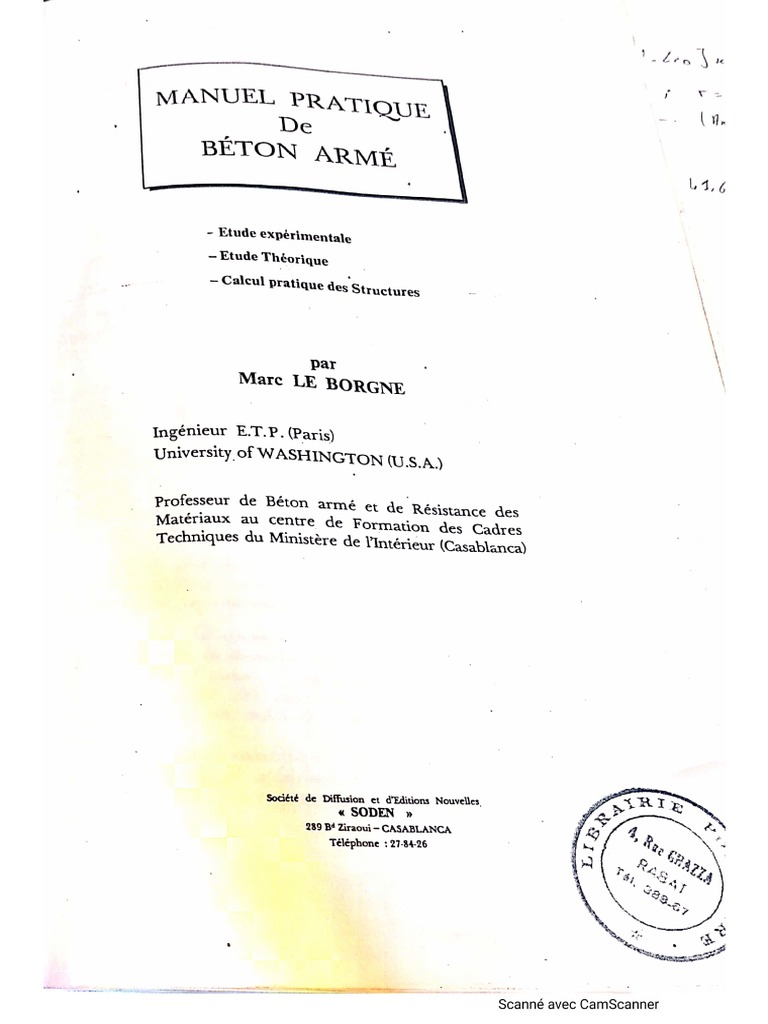 MANUEL PRATIQUE
De
BÉTON ARMÉ
- Etude expérimentale
– Etude Théorique
– Calcul pratique des Structures
par
Marc LE BORGNE
Ingénieur E.T.P. (Paris)
University of WASHINGTON (U.S.A.)
Professeur de Béton armé et de Résistance des
Matériaux au centre de Formation des Cadres
Techniques du Ministère de l'Intérieur (Casablanca)
Société de Diffusion et d'Editions Nouvelles
« SODEN »
289 Bd Ziraoui – CASABLANCA
Téléphone : 27-84-26
LIBRAIRIE
4, Rue GHAZZA
RABAT
Tél. 388-67
Scanné avec CamScanner